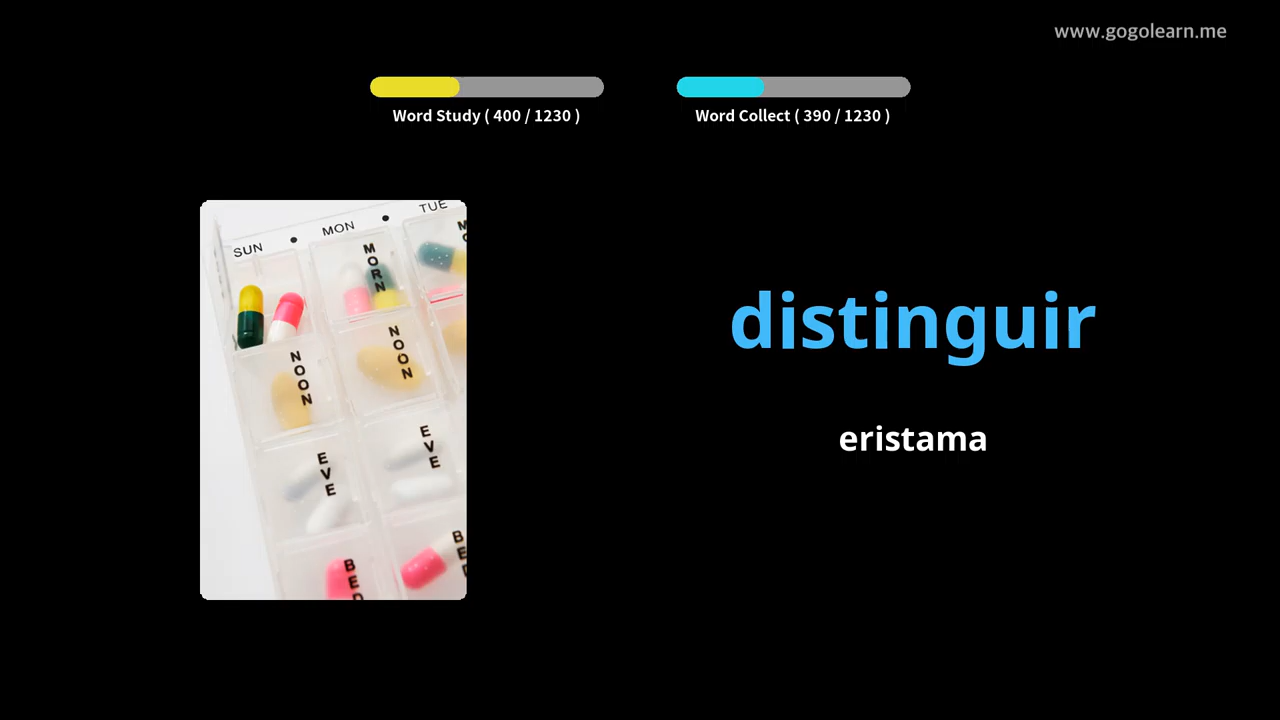 www.gogolearn.me
Word Study ( 400 / 1230 )
Word Collect ( 390 / 1230 )
SUN • MON • TUE
MORN
NOON
NOON
EVE
EVE
BED
distinguir
eristama